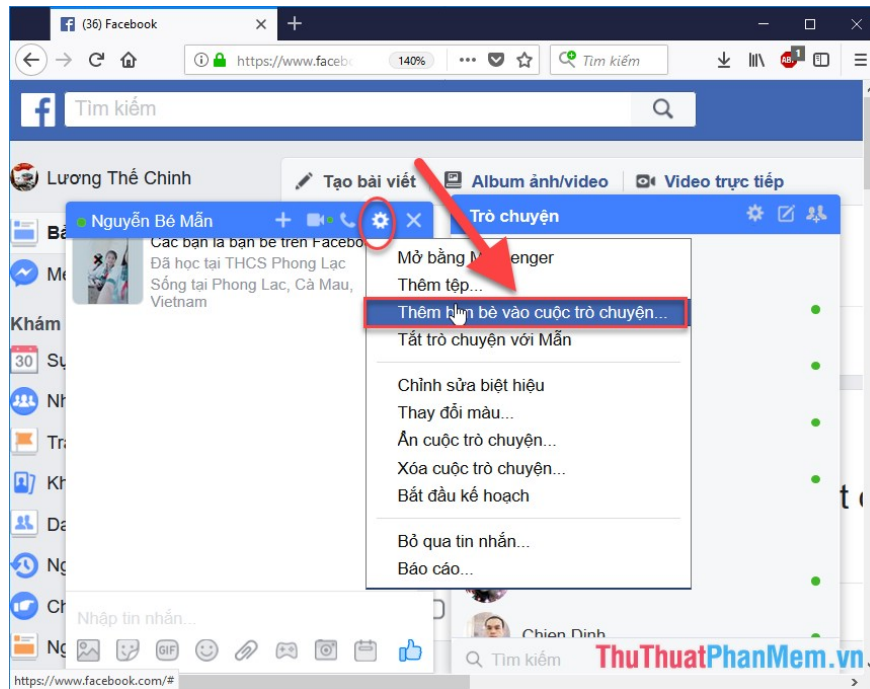 (36) Facebook
https://www.facebo
140%
Tìm kiếm
ABP
1
f
Tìm kiếm
Lương Thế Chinh
Tạo bài viết
Album ảnh/video
Video trực tiếp
Nguyễn Bé Mẫn
Trò chuyện
Các bạn là bạn bè trên Facebo
Đã học tại THCS Phong Lạc
Sống tại Phong Lac, Cà Mau,
Vietnam
Khám
30
Mở bằng
Thêm tệp...
Thêm bạn bè vào cuộc trò chuyện...
Tắt trò chuyện với Mẫn
Chỉnh sửa biệt hiệu
Thay đổi màu...
Ẩn cuộc trò chuyện...
Xóa cuộc trò chuyện...
Bắt đầu kế hoạch
Bỏ qua tin nhắn...
Báo cáo...
Nhập tin nhắn...
GIF
Chien Dinh
Tìm kiếm
ThuThuatPhanMem.vn
https://www.facebook.com/#